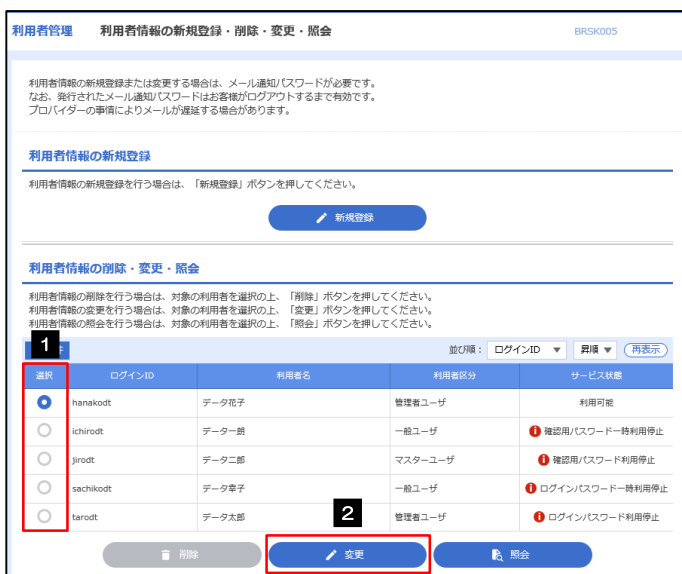 利用者管理 利用者情報の新規登録・削除・変更・照会 BRSK005
利用者情報の新規登録または変更する場合は、メール通知パスワードが必要です。
なお、発行されたメール通知パスワードはお客様がログアウトするまで有効です。
プロバイダーの事情によりメールが遅延する場合があります。
利用者情報の新規登録
利用者情報の新規登録を行う場合は、「新規登録」ボタンを押してください。
新規登録
利用者情報の削除・変更・照会
利用者情報の削除を行う場合は、対象の利用者を選択の上、「削除」ボタンを押してください。
利用者情報の変更を行う場合は、対象の利用者を選択の上、「変更」ボタンを押してください。
利用者情報の照会を行う場合は、対象の利用者を選択の上、「照会」ボタンを押してください。
1
並び順： ログインID 昇順 再表示
選択 ログインID 利用者名 利用者区分 サービス状態
hanakodt データ花子 管理者ユーザ 利用可能
ichirodt データ一郎 一般ユーザ 確認用パスワード一時利用停止
jirodt データ二郎 マスターユーザ 確認用パスワード利用停止
sachikodt データ幸子 一般ユーザ ログインパスワード一時利用停止
tarodt データ太郎 管理者ユーザ ログインパスワード利用停止
2
削除 変更 照会